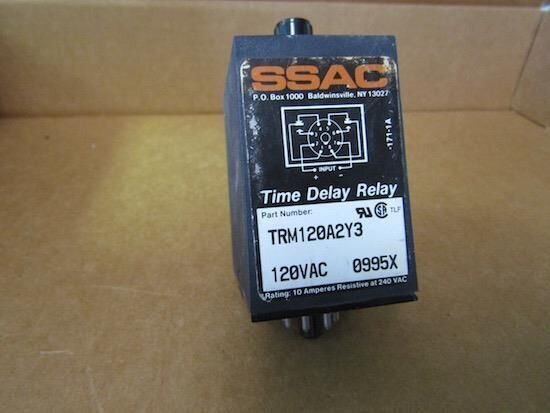 SSAC
P.O. Box 1000 Baldwinsville, NY 13027
-171-1A
INPUT
+ -
Time Delay Relay
Part Number:
TLF
TRM120A2Y3
120VAC 0995X
Rating: 10 Amperes Resistive at 240 VAC